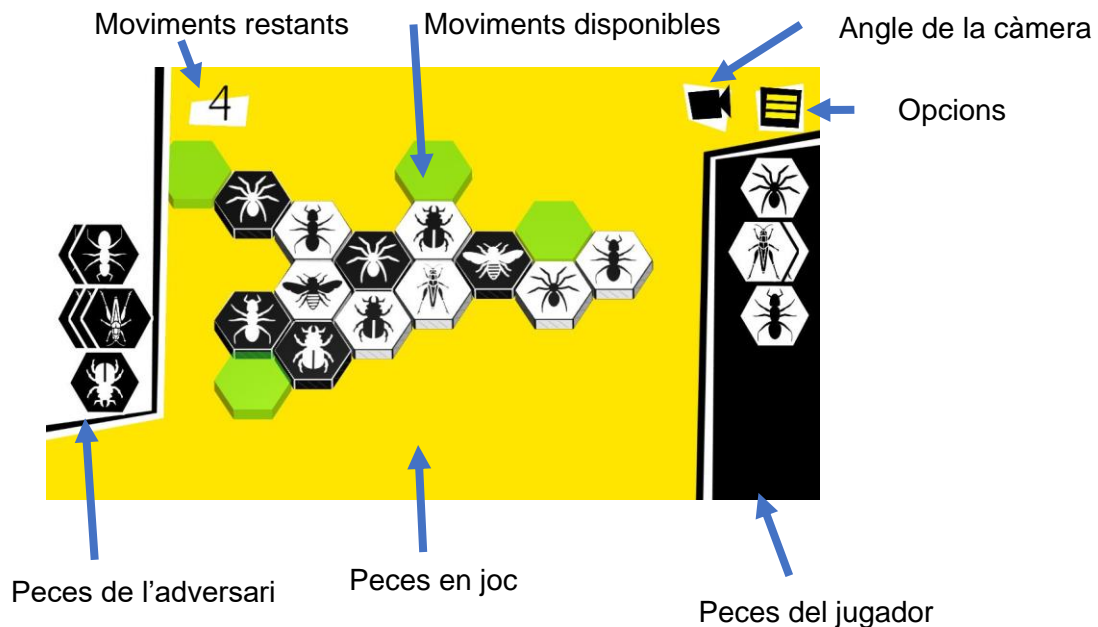 Moviments restants
Moviments disponibles
Angle de la càmera
4
Opcions
Peces de l’adversari
Peces en joc
Peces del jugador